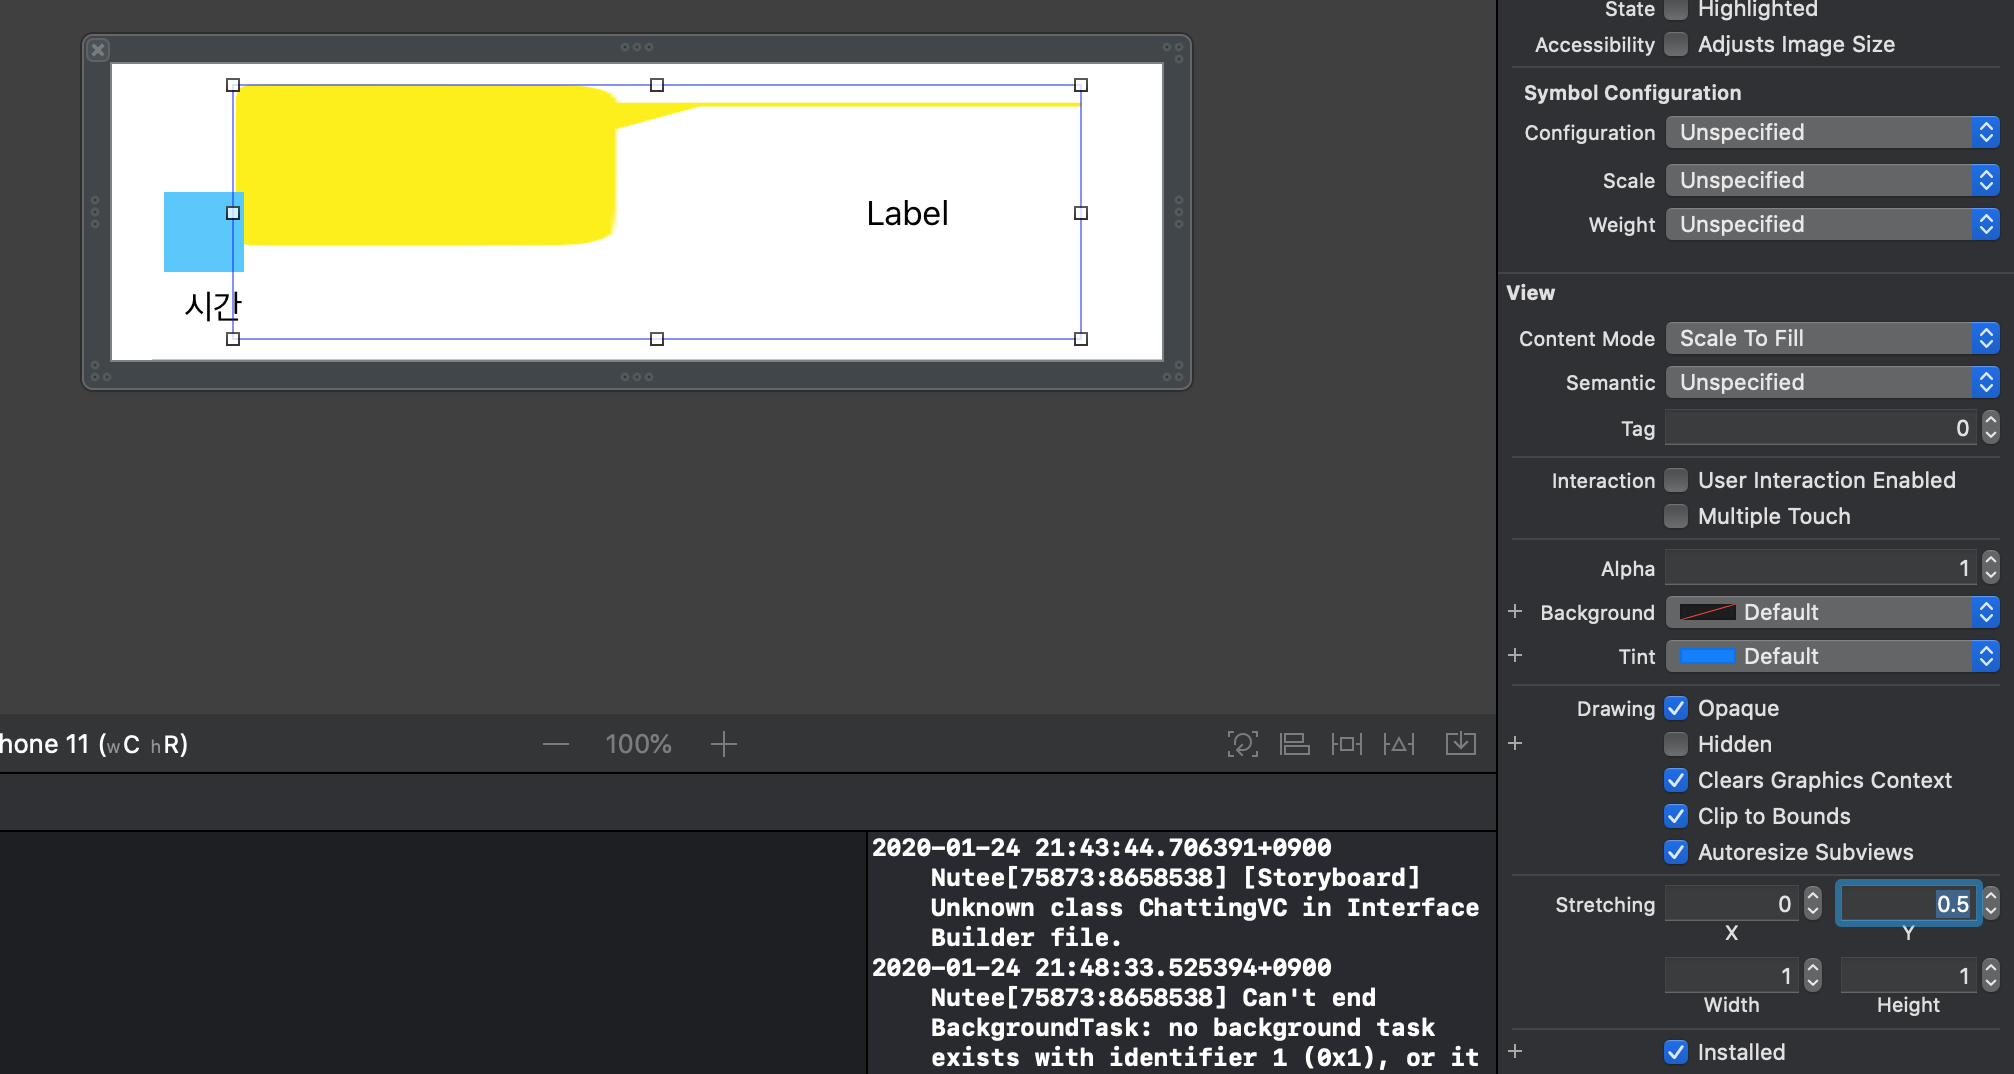 State Highlighted
Accessibility Adjusts Image Size
Symbol Configuration
Configuration Unspecified
Scale Unspecified
Weight Unspecified
View
Content Mode Scale To Fill
Semantic Unspecified
Tag 0
Interaction User Interaction Enabled
Multiple Touch
Alpha 1
+ Background Default
+ Tint Default
Drawing Opaque
+ Hidden
Clears Graphics Context
Clip to Bounds
Autoresize Subviews
Stretching 0 0.5
X Y
1 1
Width Height
+ Installed
Label
시간
hone 11 (wC hR)
100%
2020-01-24 21:43:44.706391+0900
Nutee[75873:8658538] [Storyboard]
Unknown class ChattingVC in Interface
Builder file.
2020-01-24 21:48:33.525394+0900
Nutee[75873:8658538] Can't end
BackgroundTask: no background task
exists with identifier 1 (0x1), or it